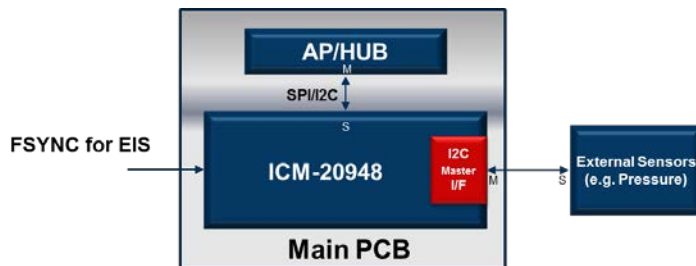 AP/HUB
M
SPI/I2C
S
FSYNC for EIS
ICM-20948
I2C
Master
I/F
M
S
External Sensors
(e.g. Pressure)
Main PCB